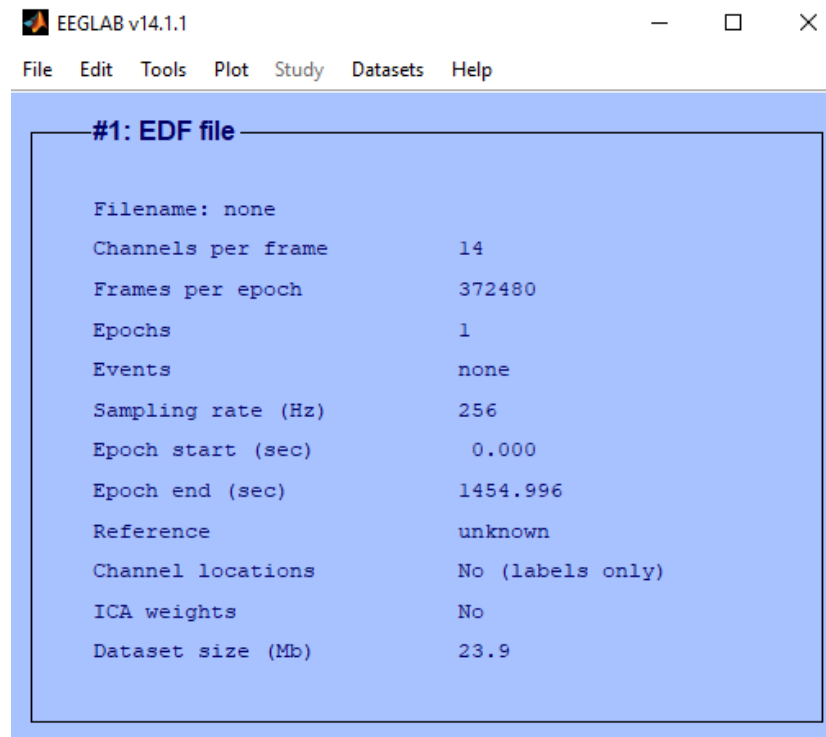 EEGLAB v14.1.1
File Edit Tools Plot Study Datasets Help
#1: EDF file
Filename: none
Channels per frame 14
Frames per epoch 372480
Epochs 1
Events none
Sampling rate (Hz) 256
Epoch start (sec) 0.000
Epoch end (sec) 1454.996
Reference unknown
Channel locations No (labels only)
ICA weights No
Dataset size (Mb) 23.9